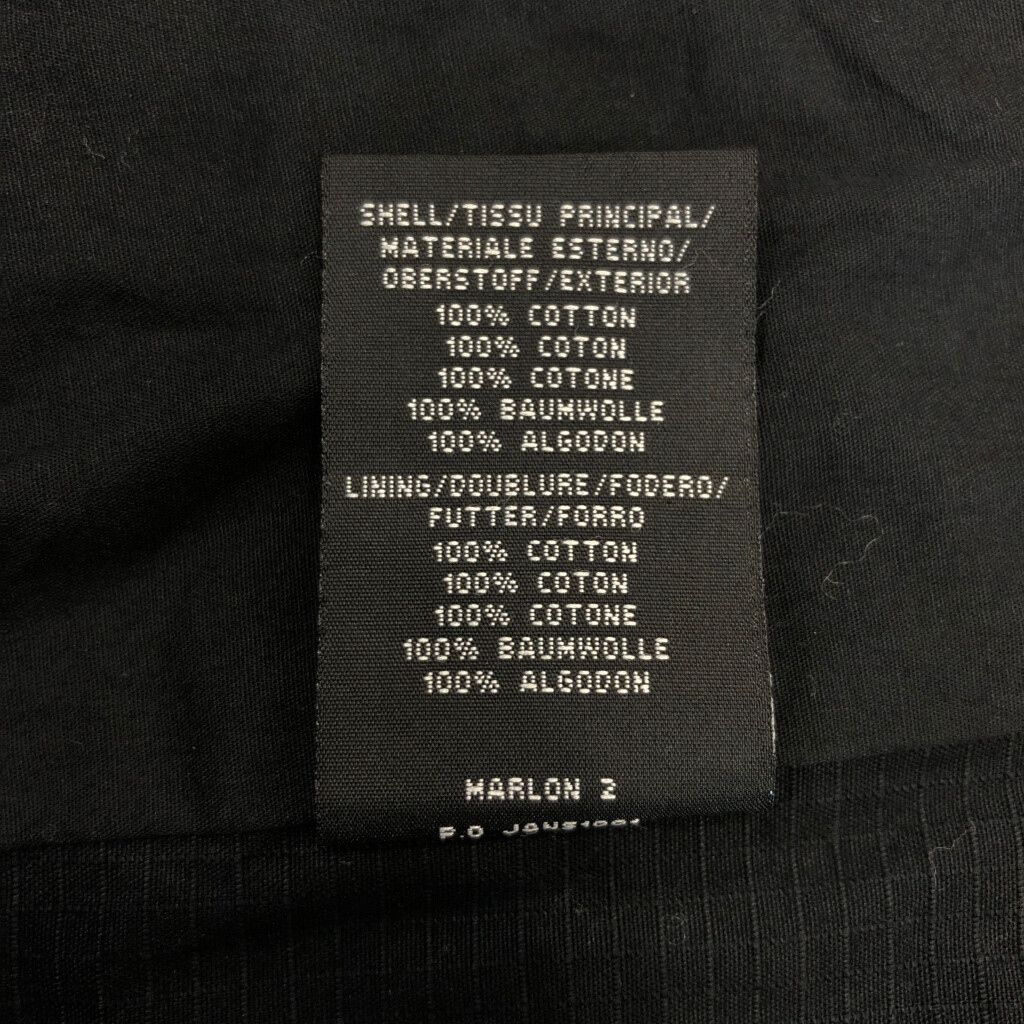 SHELL/TISSU PRINCIPAL/
MATERIALE ESTERNO/
OBERSTOFF/EXTERIOR
100% COTTON
100% COTON
100% COTONE
100% BAUMWOLLE
100% ALGODON
LINING/DOUBLURE/FODERO/
FUTTER/FORRO
100% COTTON
100% COTON
100% COTONE
100% BAUMWOLLE
100% ALGODON
MARLON 2
P.O